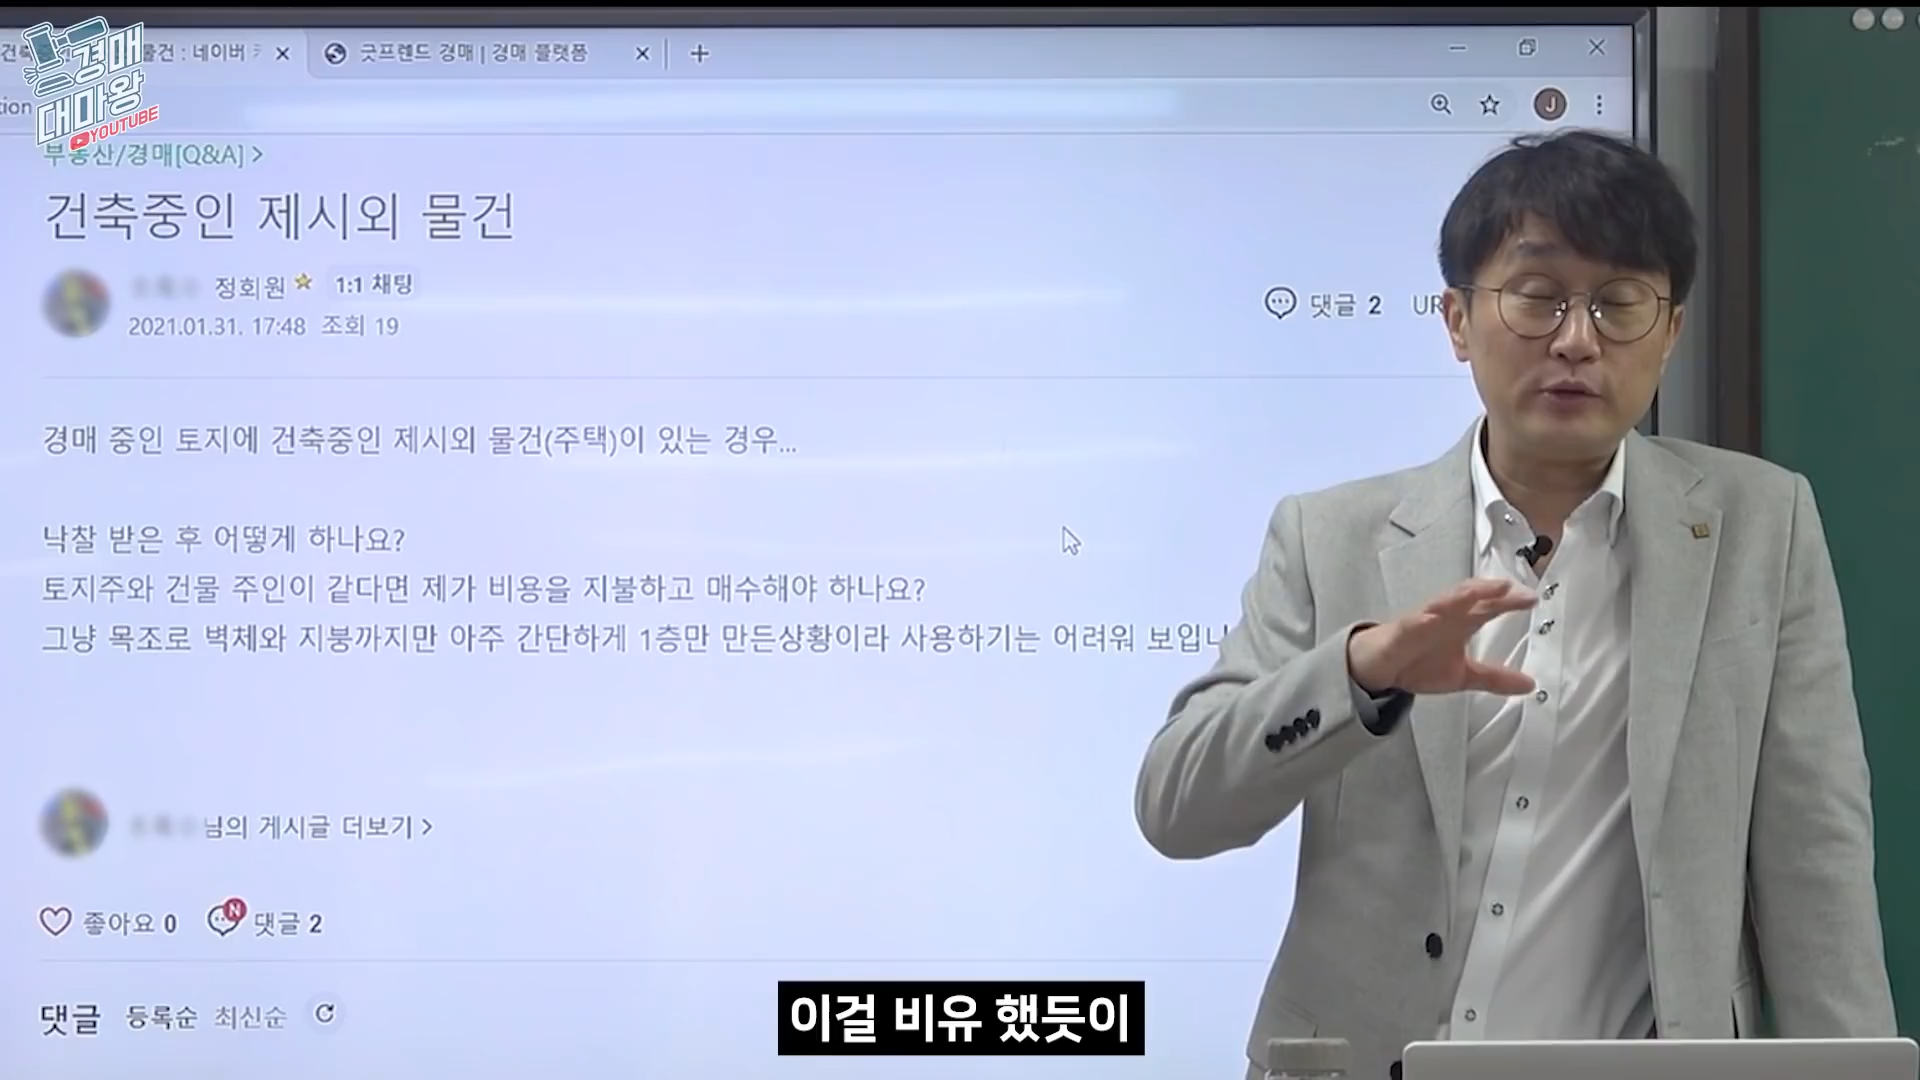 경매
대마왕
YOUTUBE
물건 : 네이버
굿프렌드 경매 | 경매 플랫폼
tion
J
부동산/경매[Q&A] >
건축중인 제시외 물건
정회원 1:1 채팅
2021.01.31. 17:48 조회 19
댓글 2 UR
경매 중인 토지에 건축중인 제시외 물건(주택)이 있는 경우...
낙찰 받은 후 어떻게 하나요?
토지주와 건물 주인이 같다면 제가 비용을 지불하고 매수해야 하나요?
그냥 목조로 벽체와 지붕까지만 아주 간단하게 1층만 만든상황이라 사용하기는 어려워 보입니
님의 게시글 더보기 >
좋아요 0 N 댓글 2
댓글 등록순 최신순
이걸 비유 했듯이